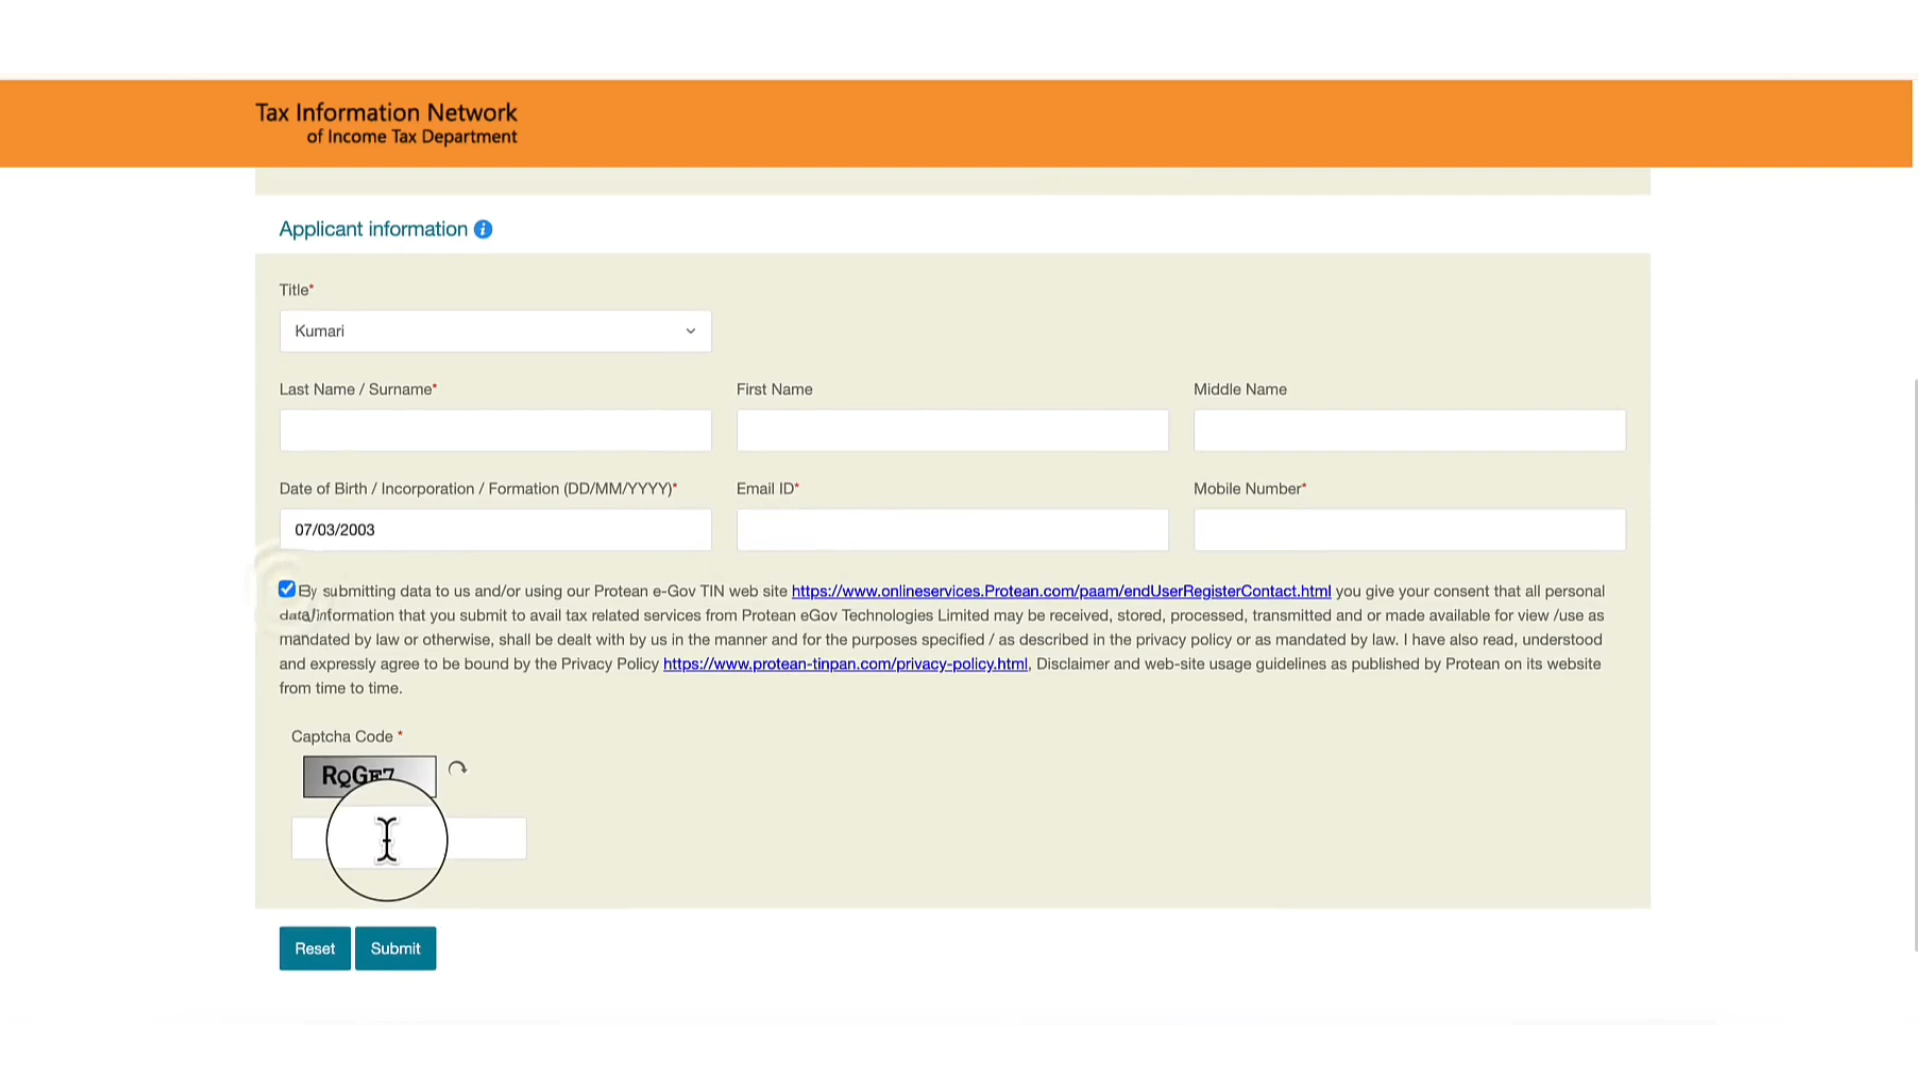 Tax Information Network
of Income Tax Department
Applicant information
Title*
Kumari
Last Name / Surname* First Name Middle Name
Date of Birth / Incorporation / Formation (DD/MM/YYYY)* Email ID* Mobile Number*
07/03/2003
By submitting data to us and/or using our Protean e-Gov TIN web site https://www.onlineservices.Protean.com/paam/endUserRegisterContact.html you give your consent that all personal
data/information that you submit to avail tax related services from Protean eGov Technologies Limited may be received, stored, processed, transmitted and or made available for view /use as
mandated by law or otherwise, shall be dealt with by us in the manner and for the purposes specified / as described in the privacy policy or as mandated by law. I have also read, understood
and expressly agree to be bound by the Privacy Policy https://www.protean-tinpan.com/privacy-policy.html, Disclaimer and web-site usage guidelines as published by Protean on its website
from time to time.
Captcha Code *
RQGE7
Reset Submit